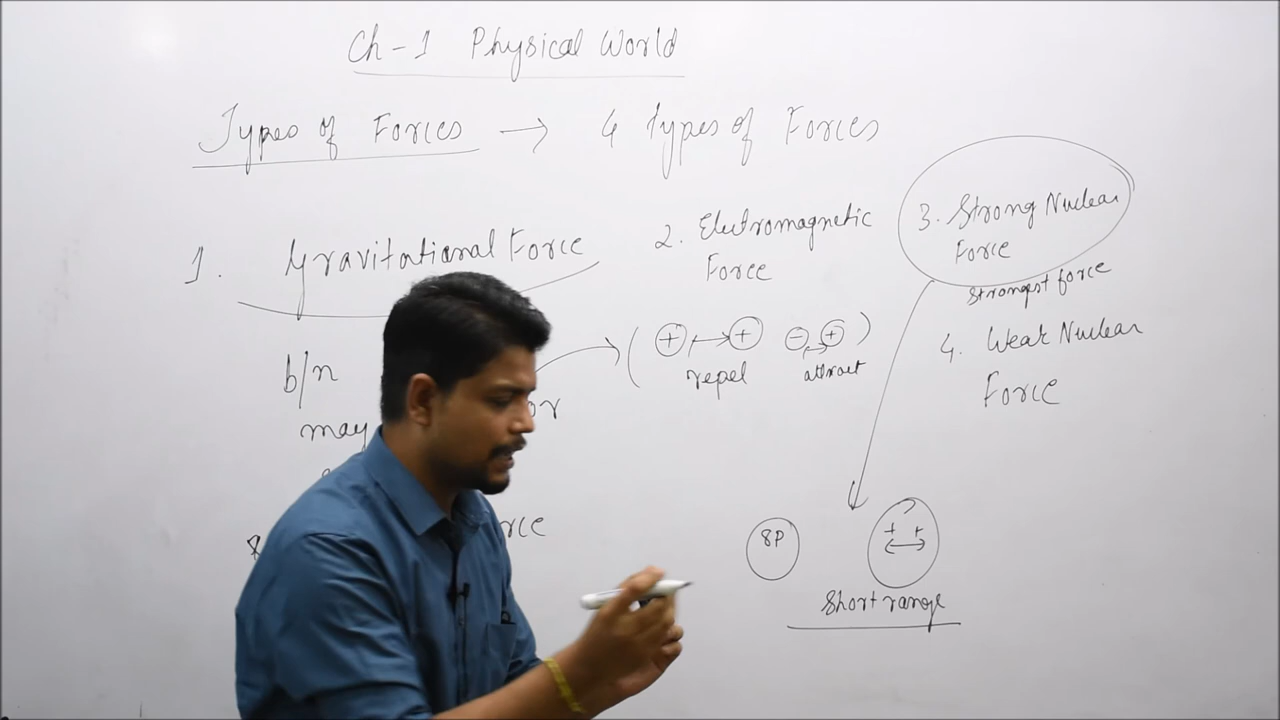 Ch-1 Physical World
Types of Forces → 4 Types of Forces
1. Gravitational Force
b/n
may
or
rce
2. Electromagnetic
Force
( + + - + )
repel attract
3. Strong Nuclear
Force
Strongest force
4. Weak Nuclear
Force
8P
+ +
Short range